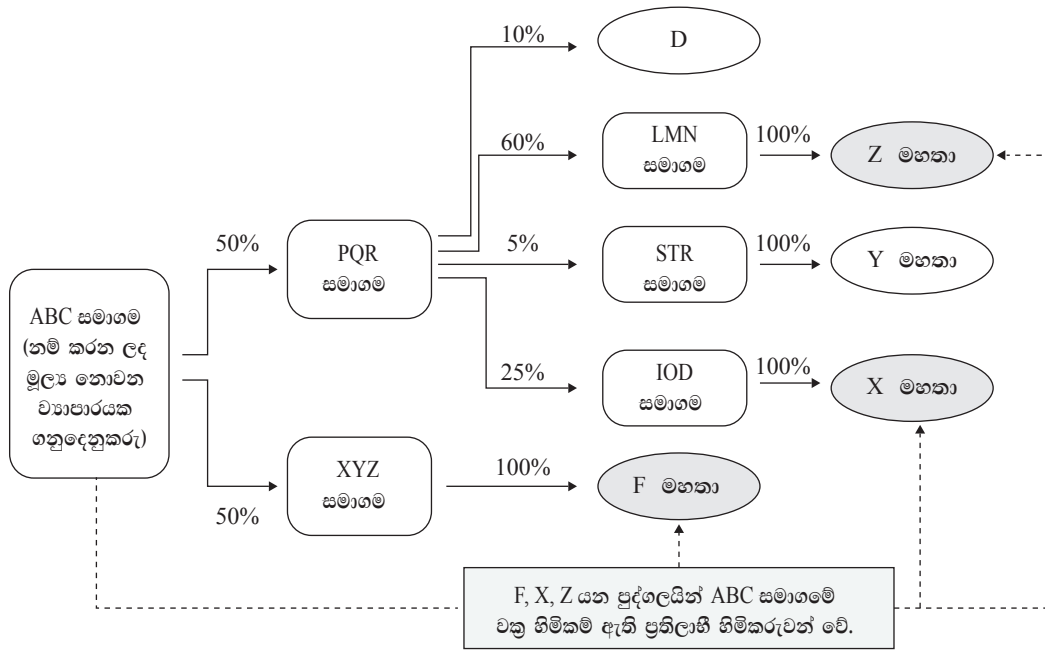 10%
D
60%
LMN
සමාගම
100%
Z මහතා
50%
PQR
සමාගම
5%
STR
සමාගම
100%
Y මහතා
ABC සමාගම
(නම් කරන ලද
මූල්‍ය නොවන
ව්‍යාපාරයක
ගනුදෙනුකරු)
25%
IOD
සමාගම
100%
X මහතා
50%
XYZ
සමාගම
100%
F මහතා
F, X, Z යන පුද්ගලයින් ABC සමාගමේ
වක්‍ර හිමිකම් ඇති ප්‍රතිලාභී හිමිකරුවන් වේ.